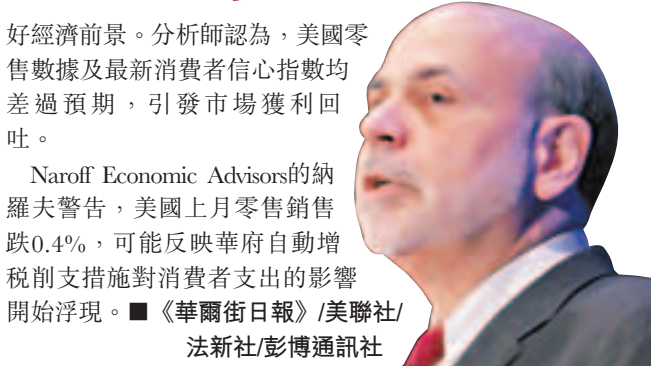 好經濟前景。分析師認為，美國零
售數據及最新消費者信心指數均
差過預期，引發市場獲利回
吐。
Naroff Economic Advisors的納
羅夫警告，美國上月零售銷售
跌0.4%，可能反映華府自動增
稅削支措施對消費者支出的影響
開始浮現。■《華爾街日報》/美聯社/
法新社/彭博通訊社